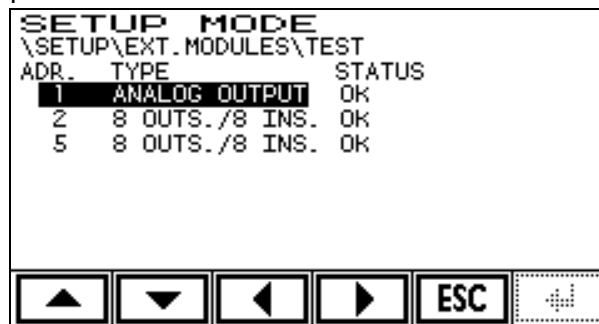 SETUP MODE
\SETUP\EXT.MODULES\TEST
ADR. TYPE STATUS
1 ANALOG OUTPUT OK
2 8 OUTS./8 INS. OK
5 8 OUTS./8 INS. OK
ESC